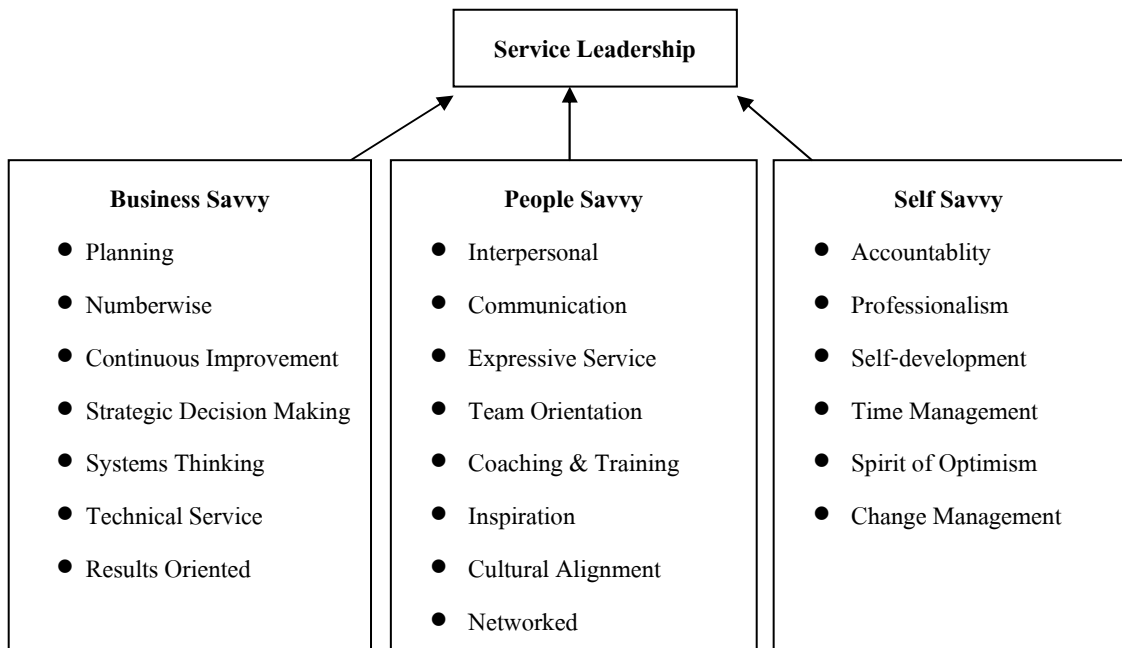 Service Leadership
Business Savvy
● Planning
● Numberwise
● Continuous Improvement
● Strategic Decision Making
● Systems Thinking
● Technical Service
● Results Oriented
People Savvy
● Interpersonal
● Communication
● Expressive Service
● Team Orientation
● Coaching & Training
● Inspiration
● Cultural Alignment
● Networked
Self Savvy
● Accountablity
● Professionalism
● Self-development
● Time Management
● Spirit of Optimism
● Change Management